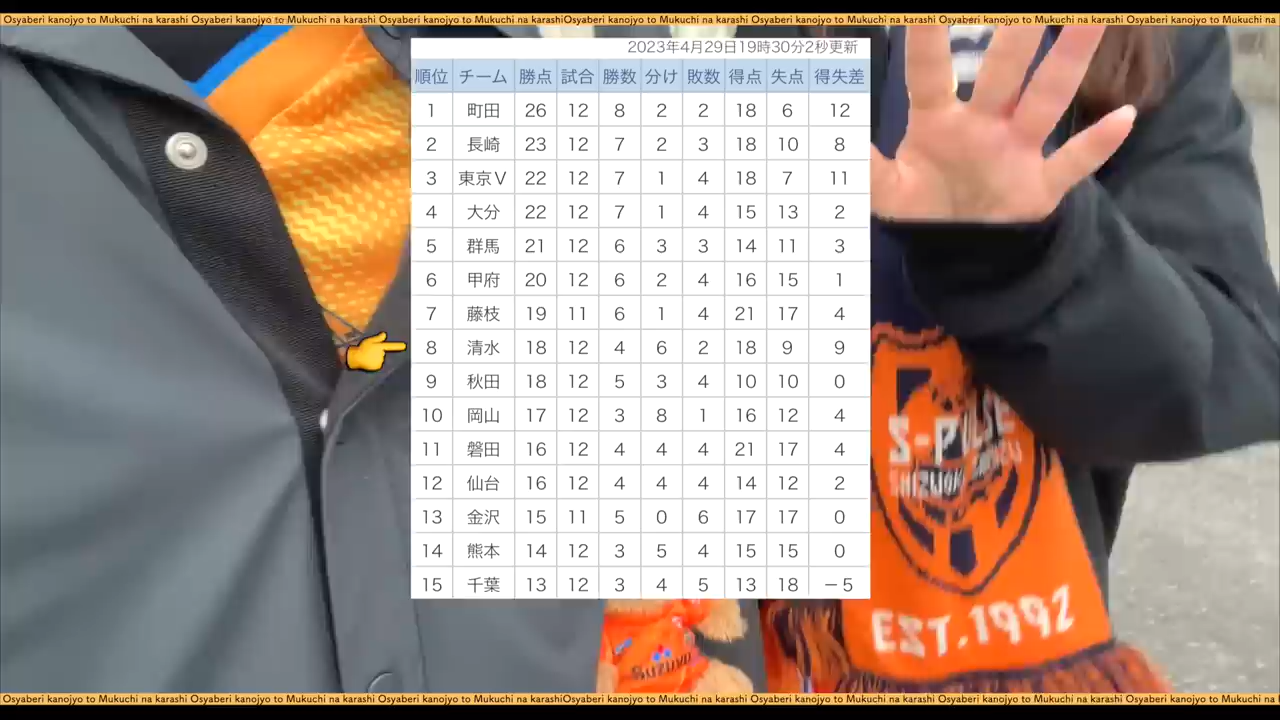 Osyaberi kanojyo to Mukuchi na karashi Osyaberi kanojyo to Mukuchi na karashi Osyaberi kanojyo to Mukuchi na karashiOsyaberi kanojyo to Mukuchi na karashi Osyaberi kanojyo to Mukuchi na karashi Osyaberi kanojyo to Mukuchi na
2023年4月29日19時30分2秒更新
順位 チーム 勝点 試合 勝数 分け 敗数 得点 失点 得失差
1 町田 26 12 8 2 2 18 6 12
2 長崎 23 12 7 2 3 18 10 8
3 東京V 22 12 7 1 4 18 7 11
4 大分 22 12 7 1 4 15 13 2
5 群馬 21 12 6 3 3 14 11 3
6 甲府 20 12 6 2 4 16 15 1
7 藤枝 19 11 6 1 4 21 17 4
8 清水 18 12 4 6 2 18 9 9
9 秋田 18 12 5 3 4 10 10 0
10 岡山 17 12 3 8 1 16 12 4
11 磐田 16 12 4 4 4 21 17 4
12 仙台 16 12 4 4 4 14 12 2
13 金沢 15 11 5 0 6 17 17 0
14 熊本 14 12 3 5 4 15 15 0
15 千葉 13 12 3 4 5 13 18 －5
S-PULSE
EST.1992
Suzuyo
Osyaberi kanojyo to Mukuchi na karashi Osyaberi kanojyo to Mukuchi na karashi Osyaberi kanojyo to Mukuchi na karashiOsyaberi kanojyo to Mukuchi na karashi Osyaberi kanojyo to Mukuchi na karashi Osyaberi kanojyo to Mukuchi na